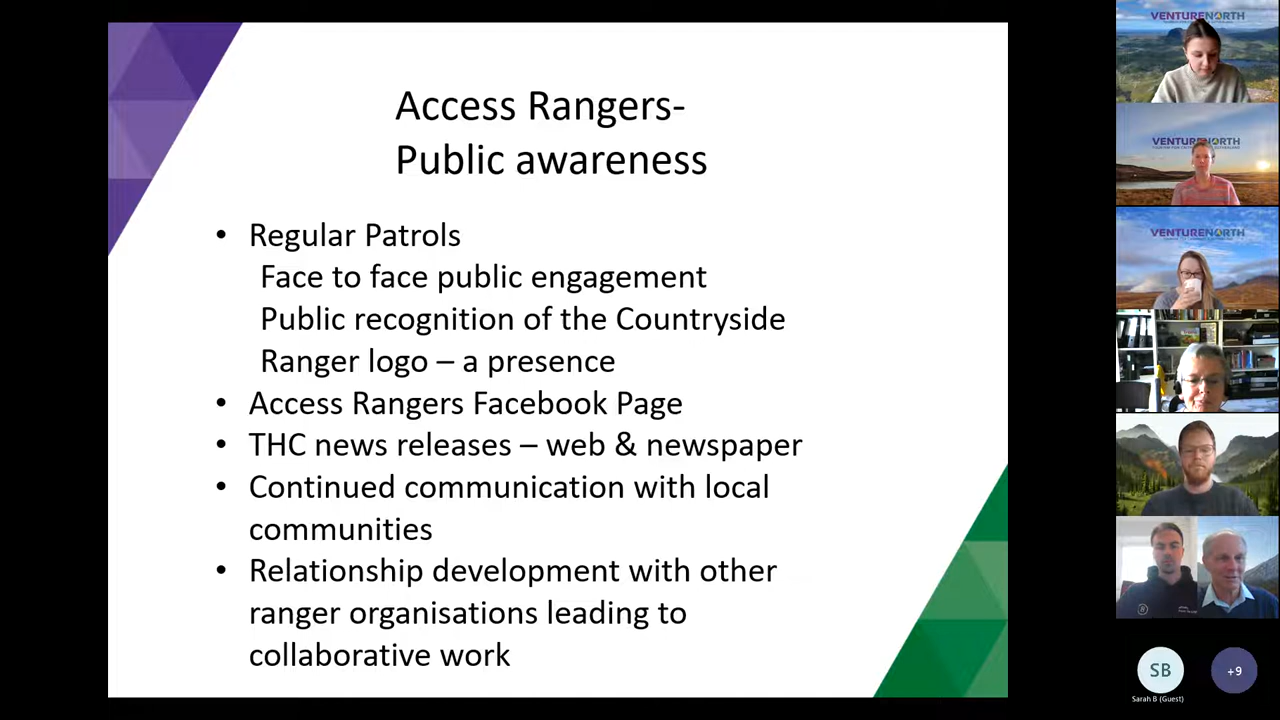 Access Rangers-
Public awareness
• Regular Patrols
Face to face public engagement
Public recognition of the Countryside
Ranger logo – a presence
• Access Rangers Facebook Page
• THC news releases – web & newspaper
• Continued communication with local
communities
• Relationship development with other
ranger organisations leading to
collaborative work
VENTURENORTH
VENTURENORTH
VENTURENORTH
SB
+9
Sarah B (Guest)